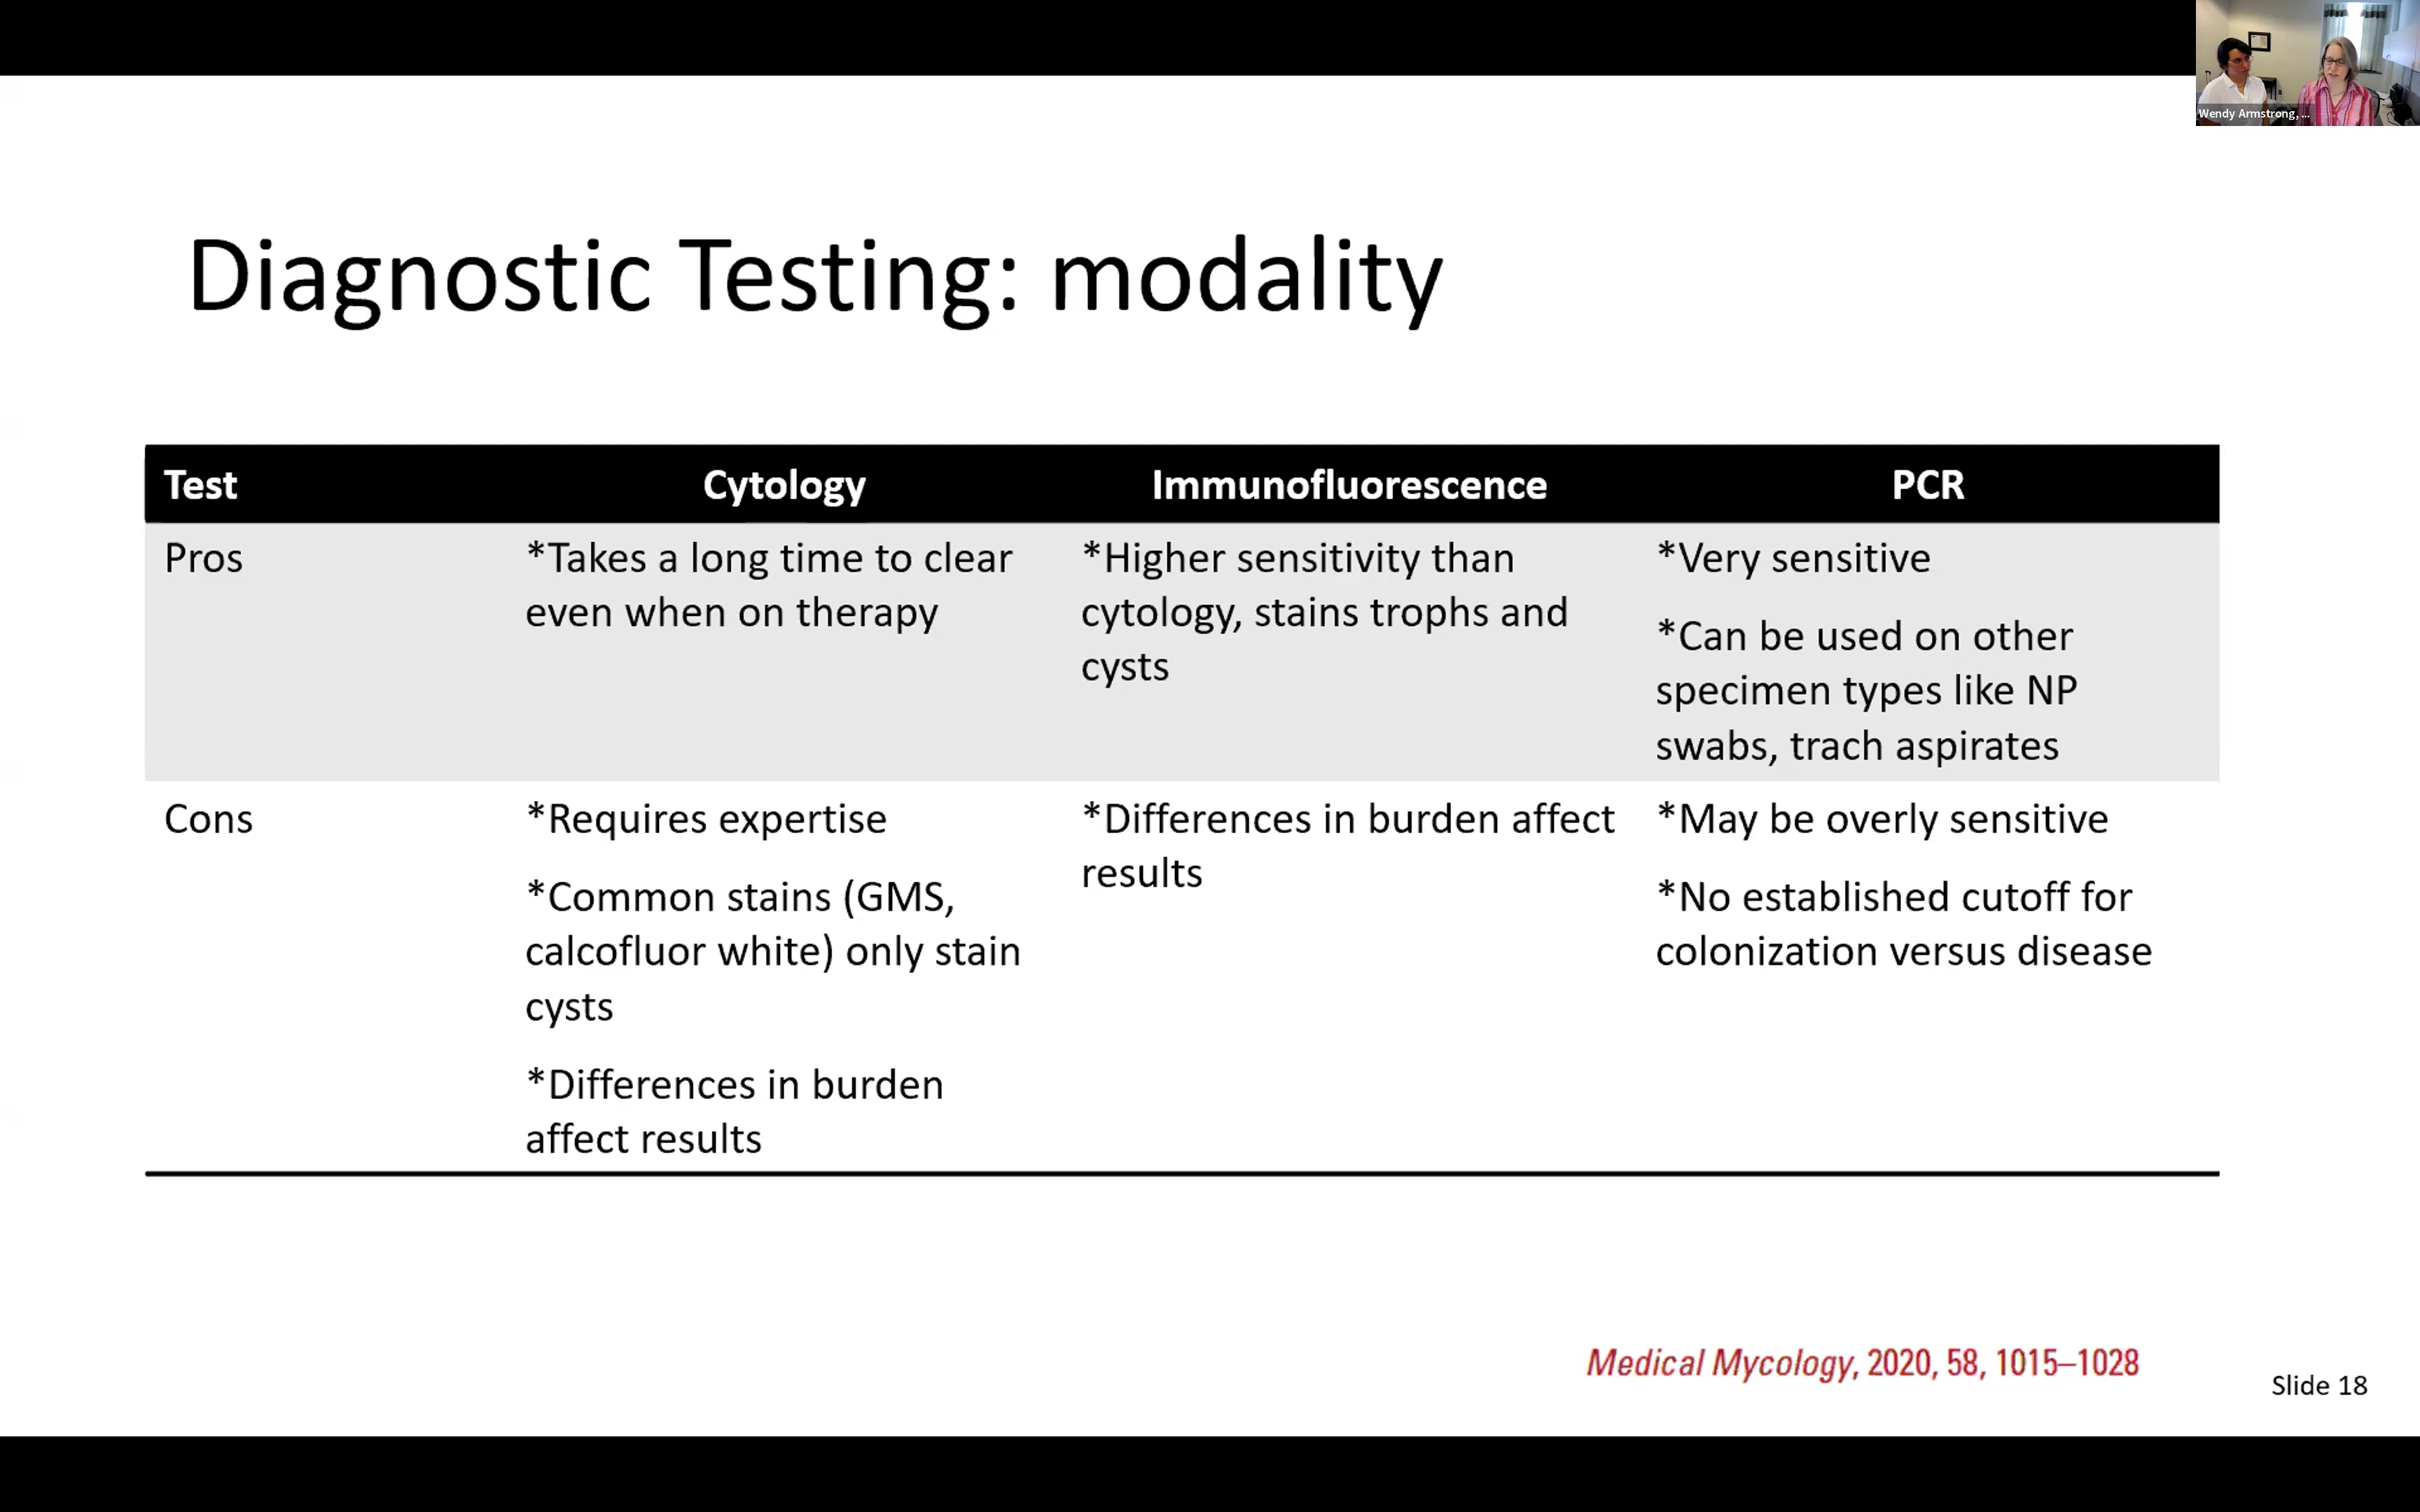 Wendy Armstrong, ...
Diagnostic Testing: modality
Test Cytology Immunofluorescence PCR
Pros
*Takes a long time to clear
even when on therapy
*Higher sensitivity than
cytology, stains trophs and
cysts
*Very sensitive
*Can be used on other
specimen types like NP
swabs, trach aspirates
Cons
*Requires expertise
*Common stains (GMS,
calcofluor white) only stain
cysts
*Differences in burden
affect results
*Differences in burden affect
results
*May be overly sensitive
*No established cutoff for
colonization versus disease
Medical Mycology, 2020, 58, 1015–1028
Slide 18